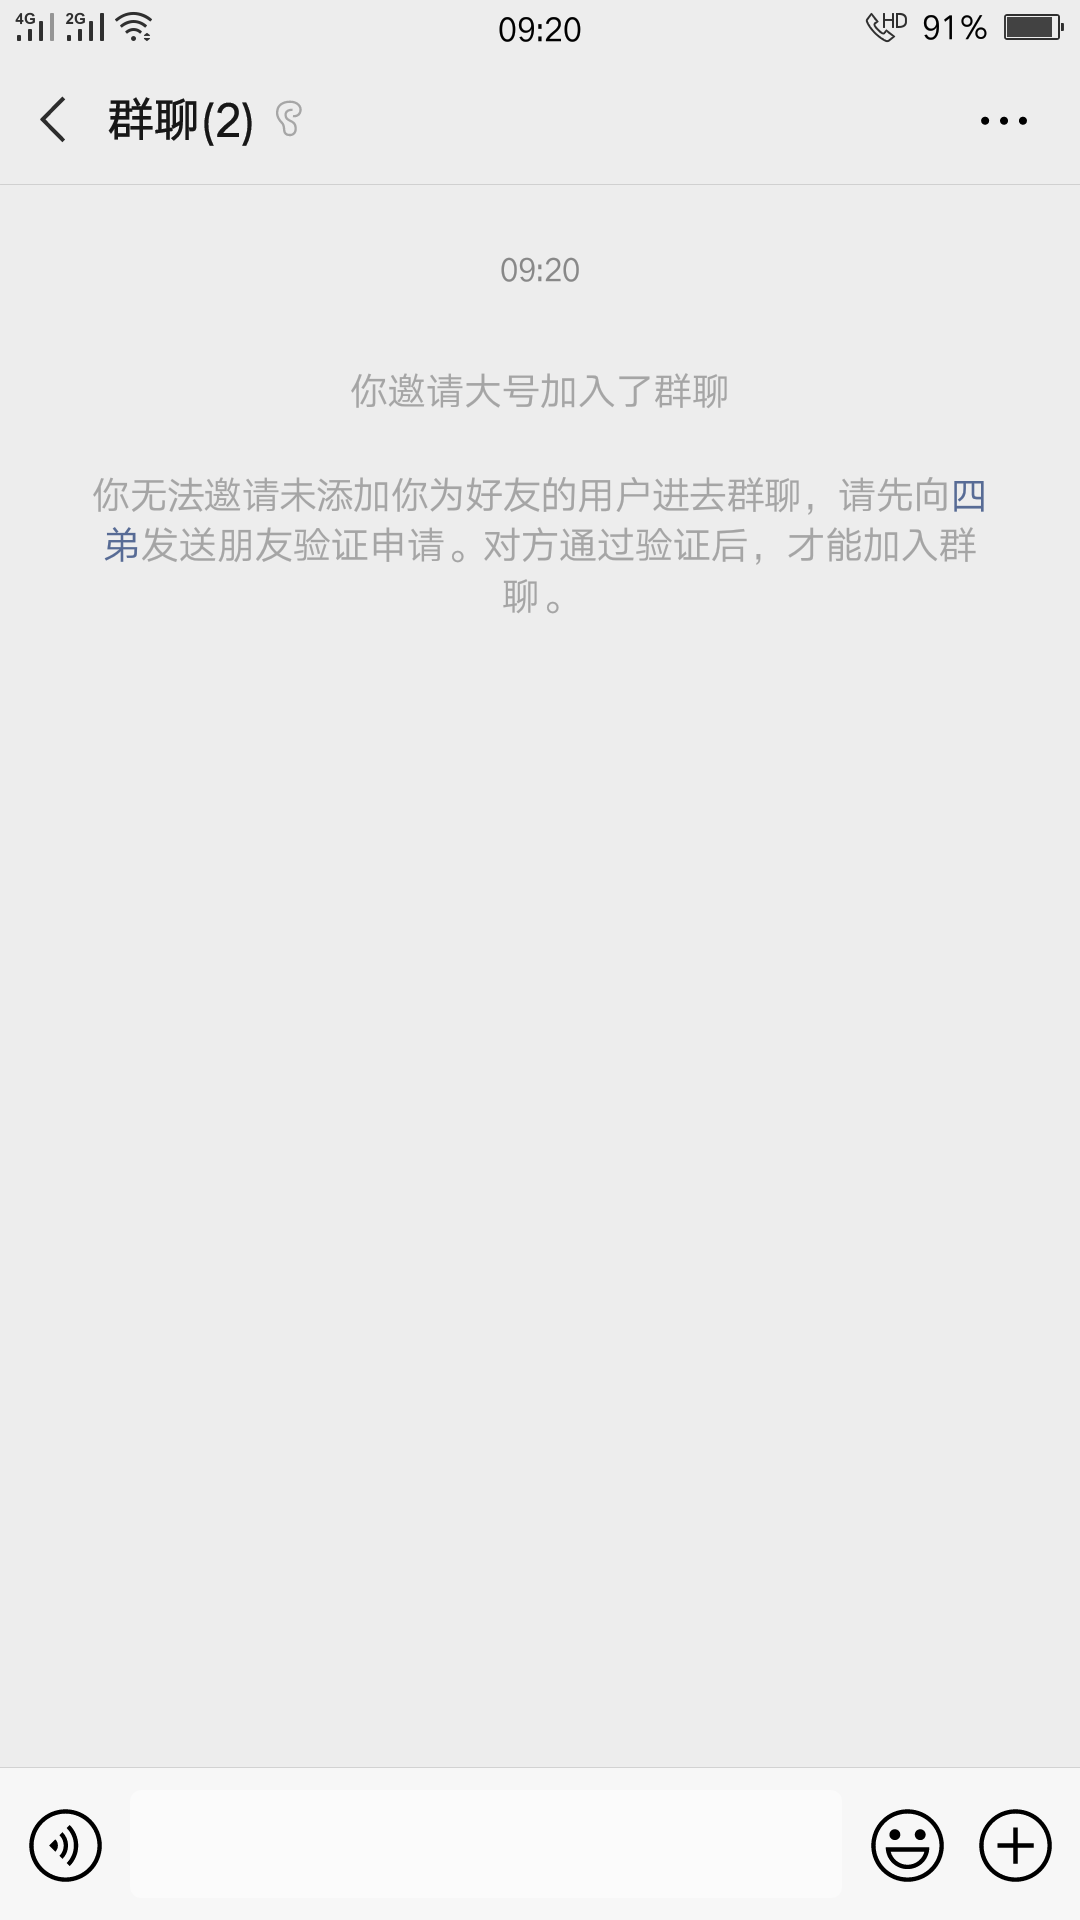 4G 2G 09:20 HD 91%
群聊(2)
09:20
你邀请大号加入了群聊
你无法邀请未添加你为好友的用户进去群聊，请先向四
弟发送朋友验证申请。对方通过验证后，才能加入群
聊。